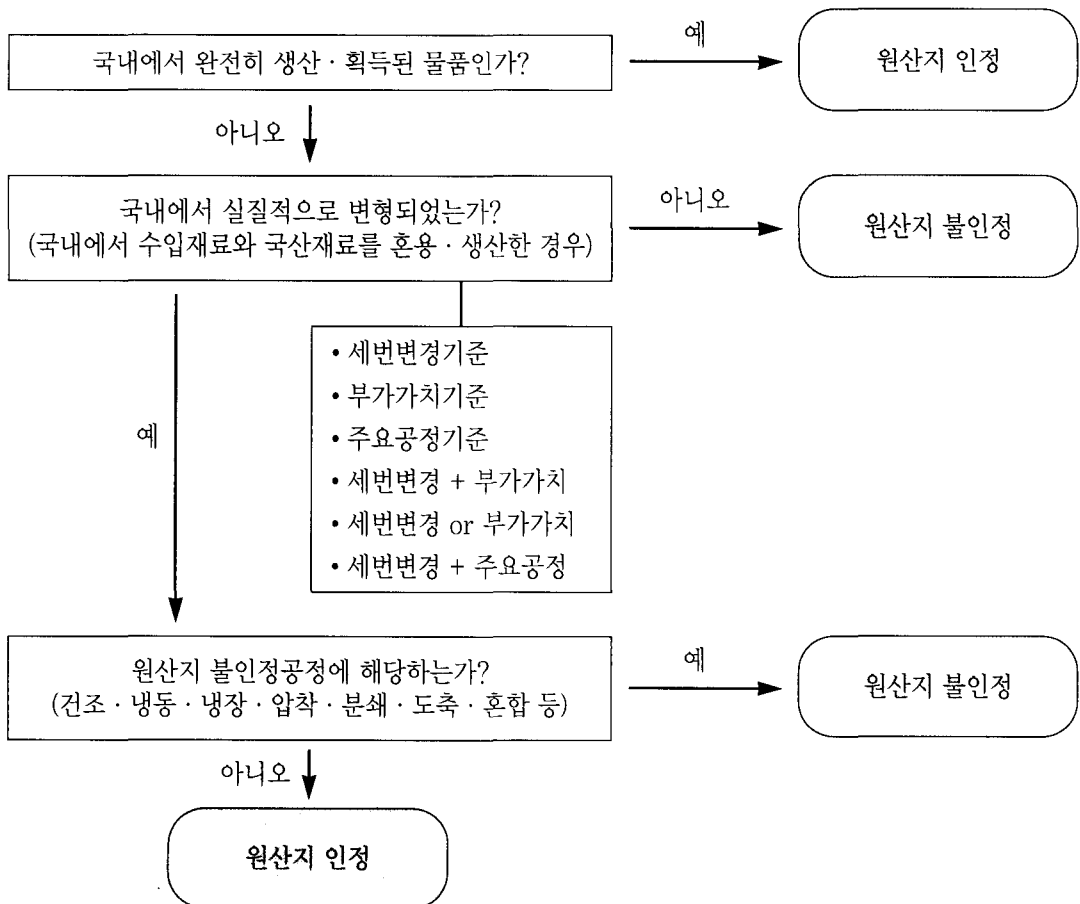 국내에서 완전히 생산 · 획득된 물품인가?
예
원산지 인정
아니오
국내에서 실질적으로 변형되었는가?
(국내에서 수입재료와 국산재료를 혼용 · 생산한 경우)
아니오
원산지 불인정
• 세번변경기준
• 부가가치기준
• 주요공정기준
• 세번변경 + 부가가치
• 세번변경 or 부가가치
• 세번변경 + 주요공정
예
원산지 불인정공정에 해당하는가?
(건조 · 냉동 · 냉장 · 압착 · 분쇄 · 도축 · 혼합 등)
예
원산지 불인정
아니오
원산지 인정